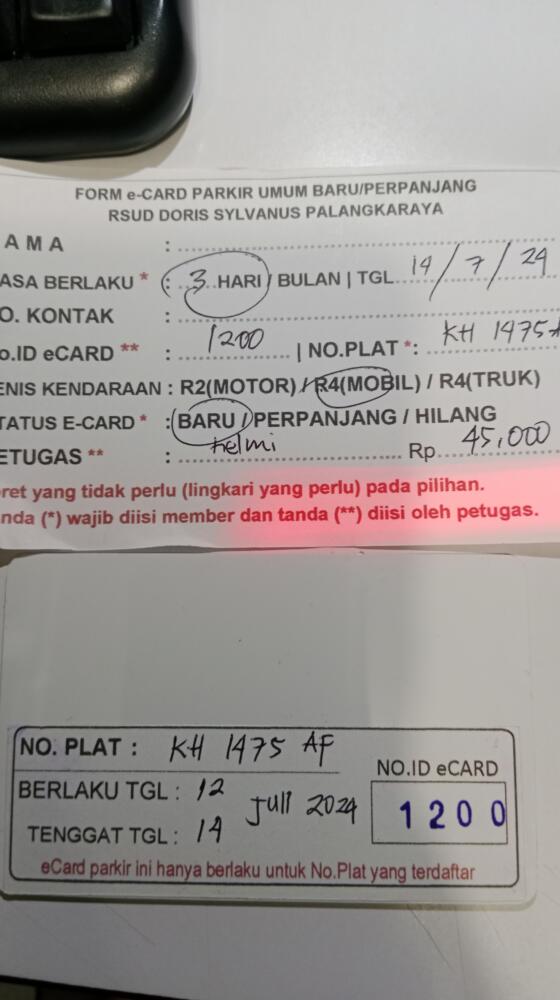 FORM e-CARD PARKIR UMUM BARU/PERPANJANG
RSUD DORIS SYLVANUS PALANGKARAYA
AMA :
ASA BERLAKU * : 3 HARI / BULAN | TGL 14 / 7 / 24
O. KONTAK :
o.ID eCARD ** : 1200 | NO.PLAT *: KH 1475 A
ENIS KENDARAAN : R2(MOTOR) / R4(MOBIL) / R4(TRUK)
TATUS E-CARD * : BARU / PERPANJANG / HILANG
ETUGAS ** : Helmi Rp 45,000
ret yang tidak perlu (lingkari yang perlu) pada pilihan.
nda (*) wajib diisi member dan tanda (**) diisi oleh petugas.
NO. PLAT : KH 1475 AF
NO.ID eCARD
BERLAKU TGL : 12 Juli 2024
1200
TENGGAT TGL : 14
eCard parkir ini hanya berlaku untuk No.Plat yang terdaftar